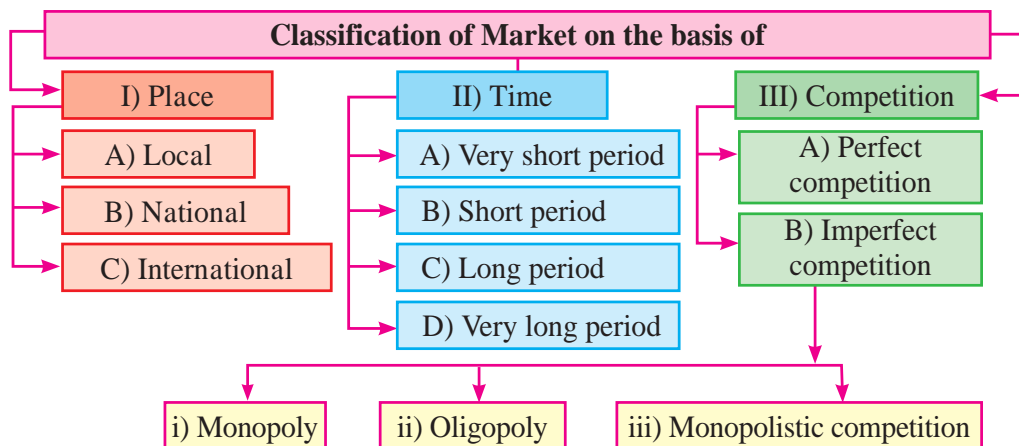 Classification of Market on the basis of
I) Place
A) Local
B) National
C) International
II) Time
A) Very short period
B) Short period
C) Long period
D) Very long period
III) Competition
A) Perfect
competition
B) Imperfect
competition
i) Monopoly
ii) Oligopoly
iii) Monopolistic competition